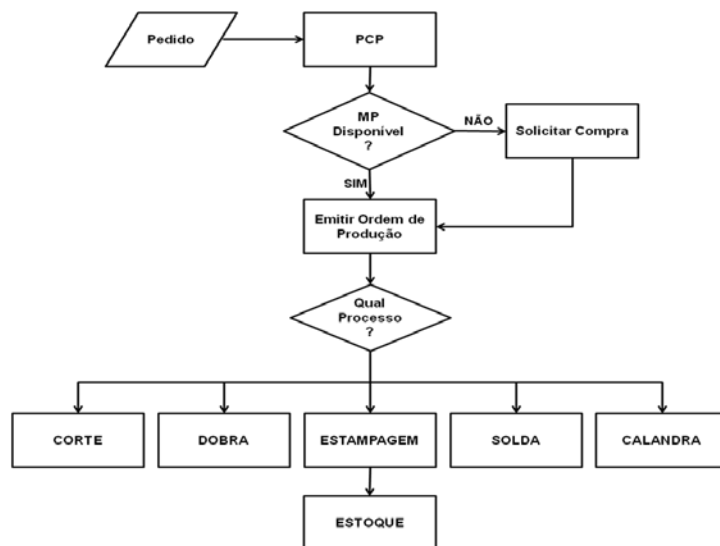 Pedido
PCP
MP
Disponível
?
NÃO
Solicitar Compra
SIM
Emitir Ordem de
Produção
Qual
Processo
?
CORTE
DOBRA
ESTAMPAGEM
SOLDA
CALANDRA
ESTOQUE